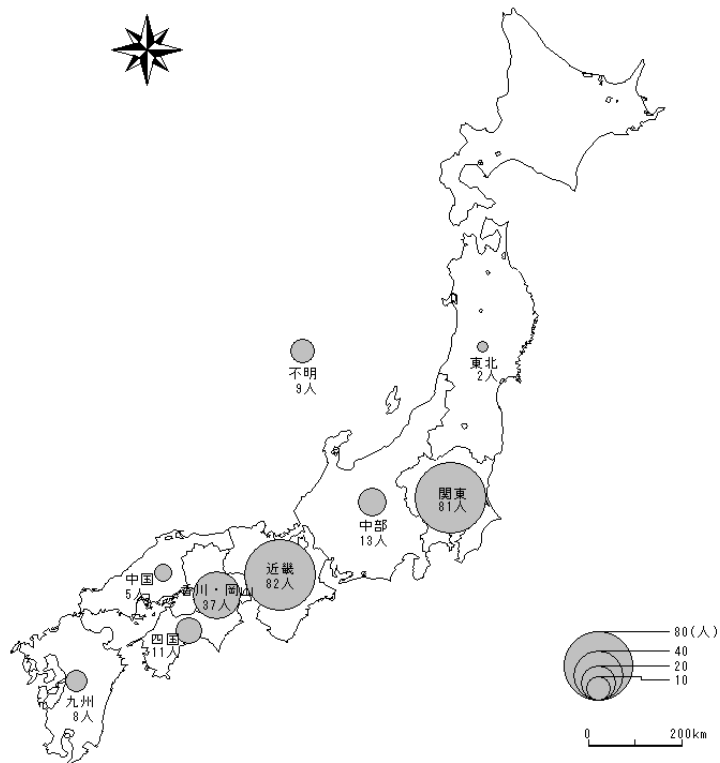 不明
9人
東北
2人
関東
81人
中部
13人
近畿
82人
中国
5人
香川・岡山
37人
四国
11人
九州
8人
80(人)
40
20
10
0
200km